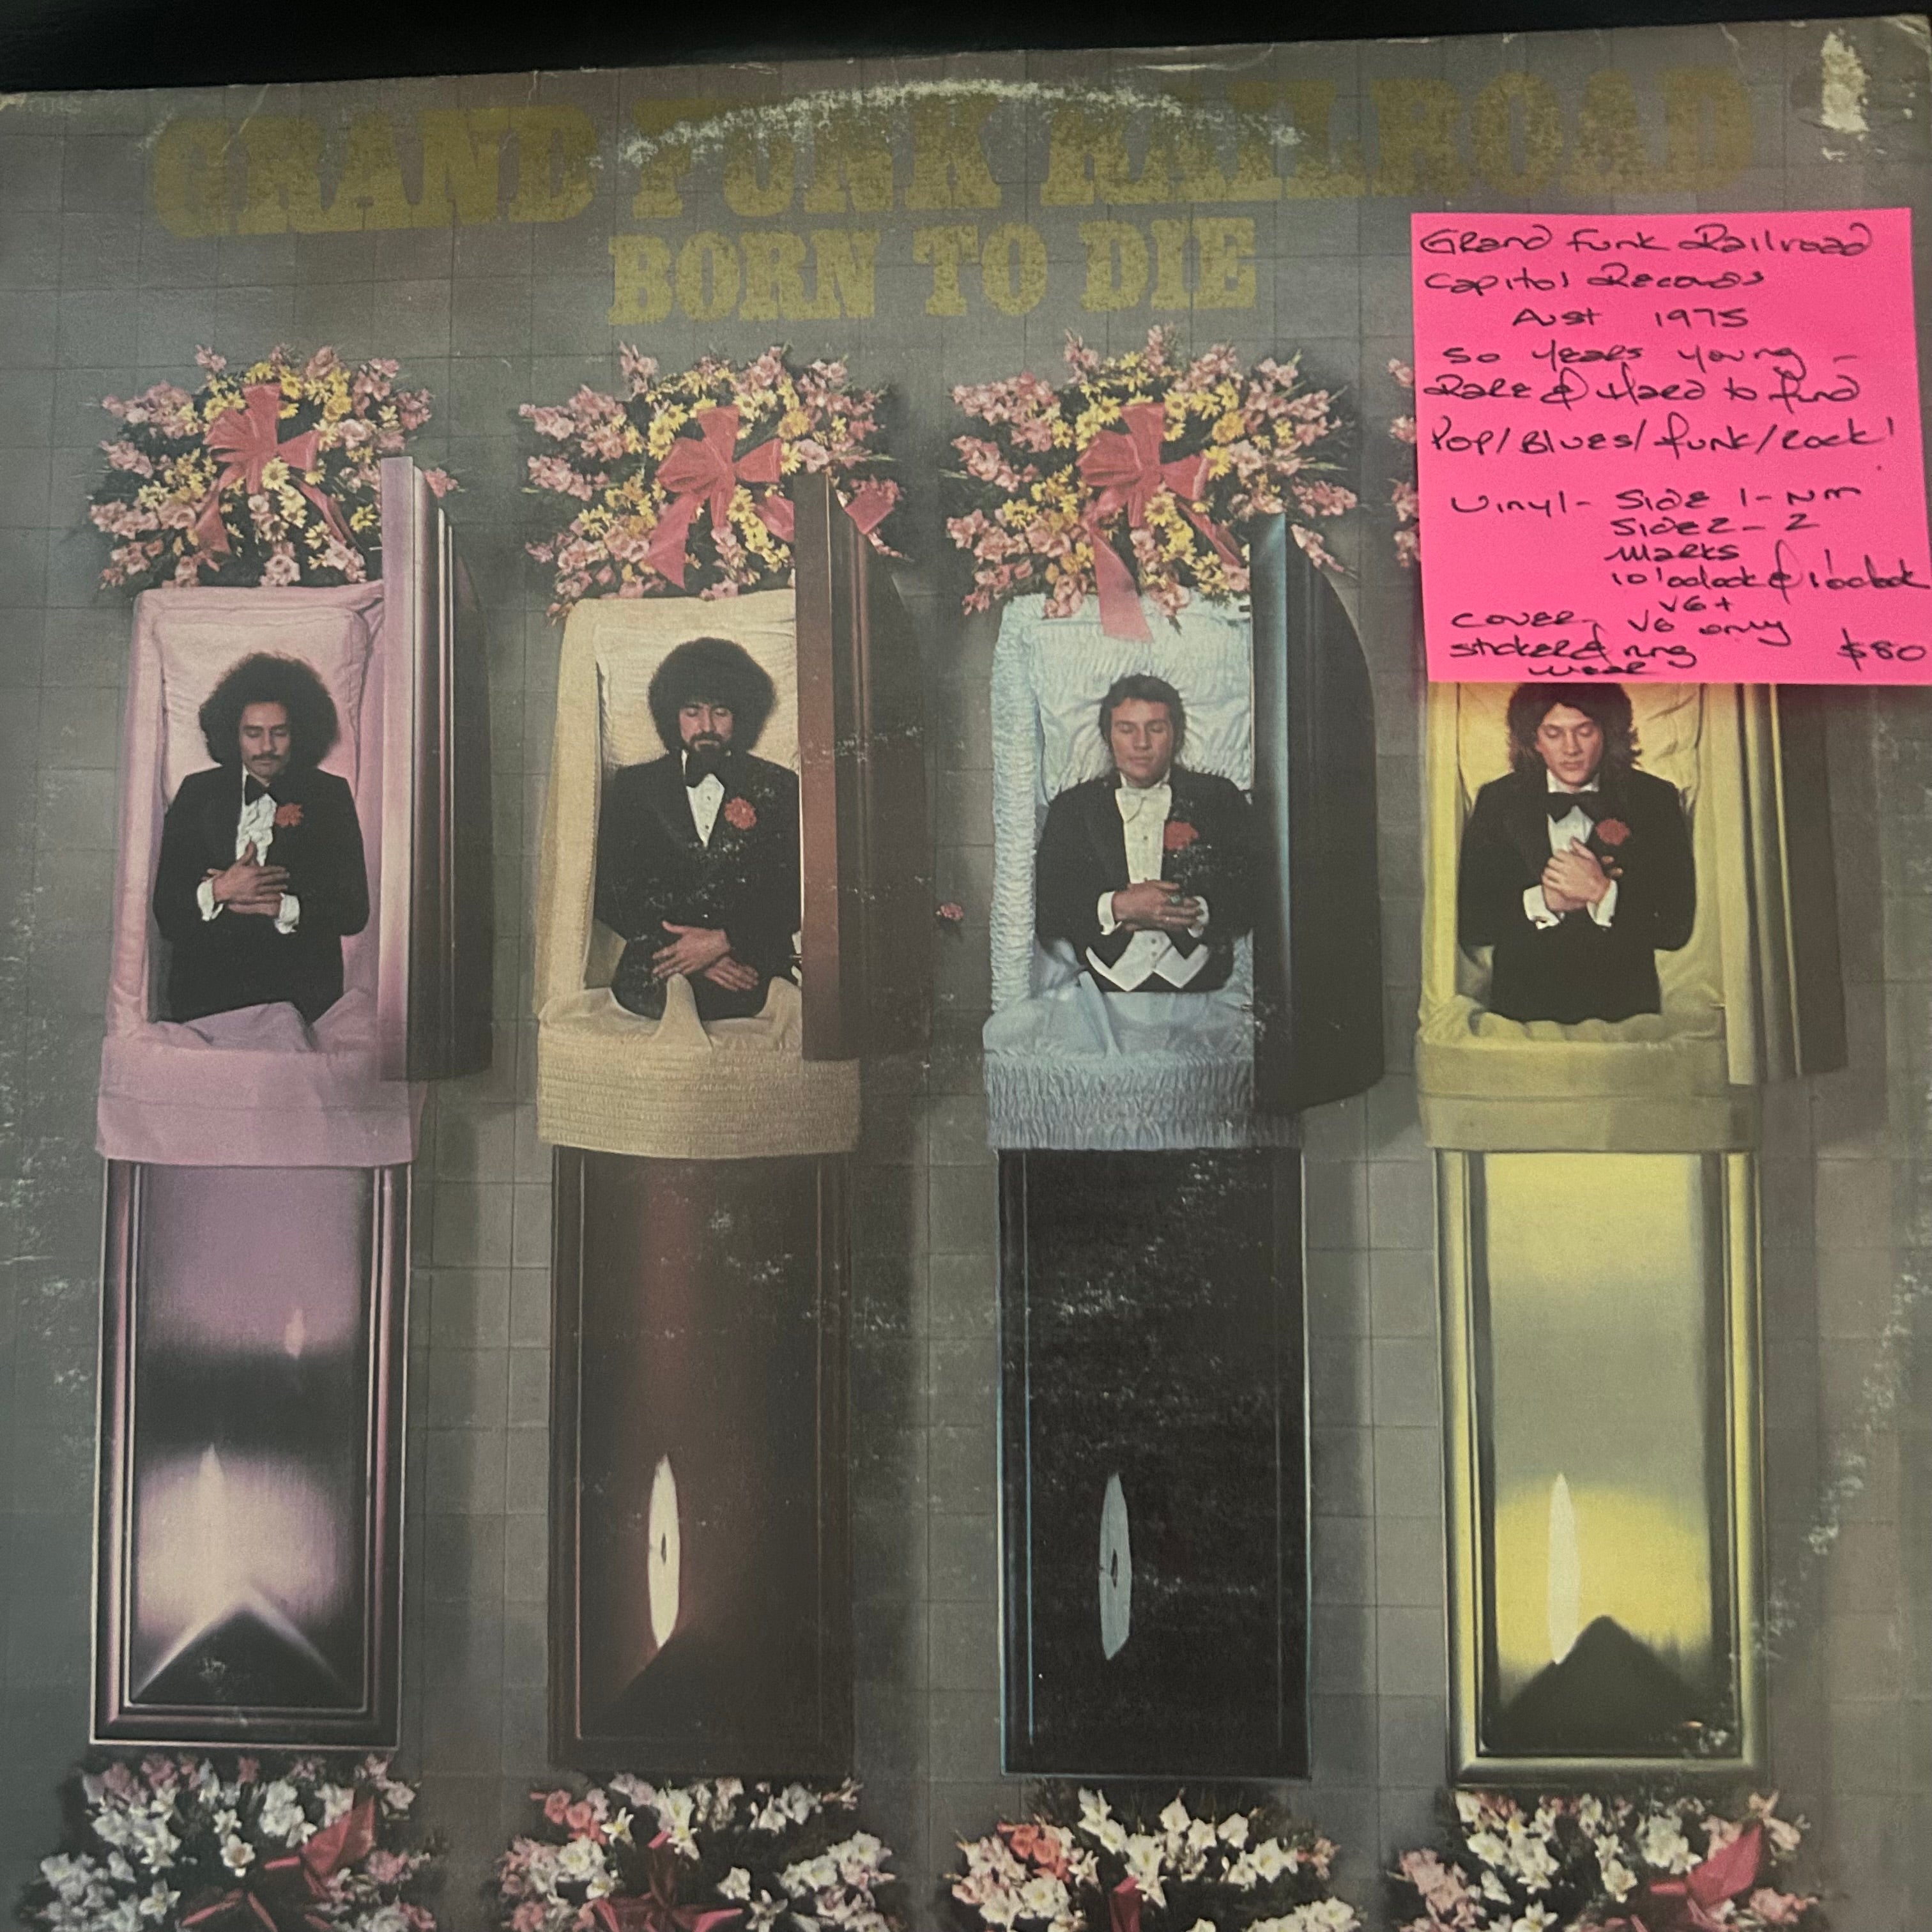 GRAND FUNK RAILROAD
BORN TO DIE
Grand Funk Railroad
Capitol Records
Aust 1975
50 years young -
Rare & Hard to find
Pop/Blues/funk/Rock!
Vinyl - Side 1 - NM
Side 2 - 2
marks
10 o'clock & 1 o'clock
VG+
cover, VG only
sticker & ring
wear
$80